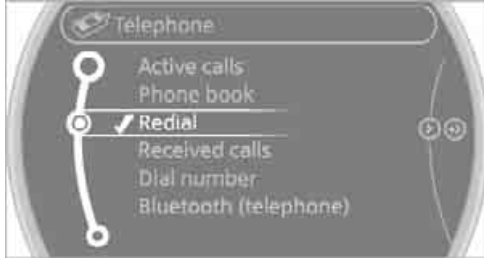 Telephone
Active calls
Phone book
Redial
Received calls
Dial number
Bluetooth (telephone)